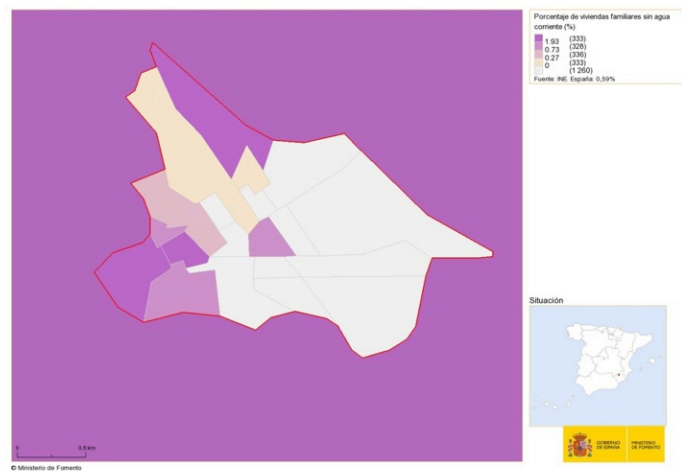 Porcentaje de viviendas familiares sin agua
corriente (%)
1.93 (333)
0.73 (328)
0.27 (336)
0 (333)
(1 260)
Fuente: INE. España: 0,59%
Situación
GOBIERNO
DE ESPAÑA
MINISTERIO
DE FOMENTO
0 0.5 km
© Ministerio de Fomento